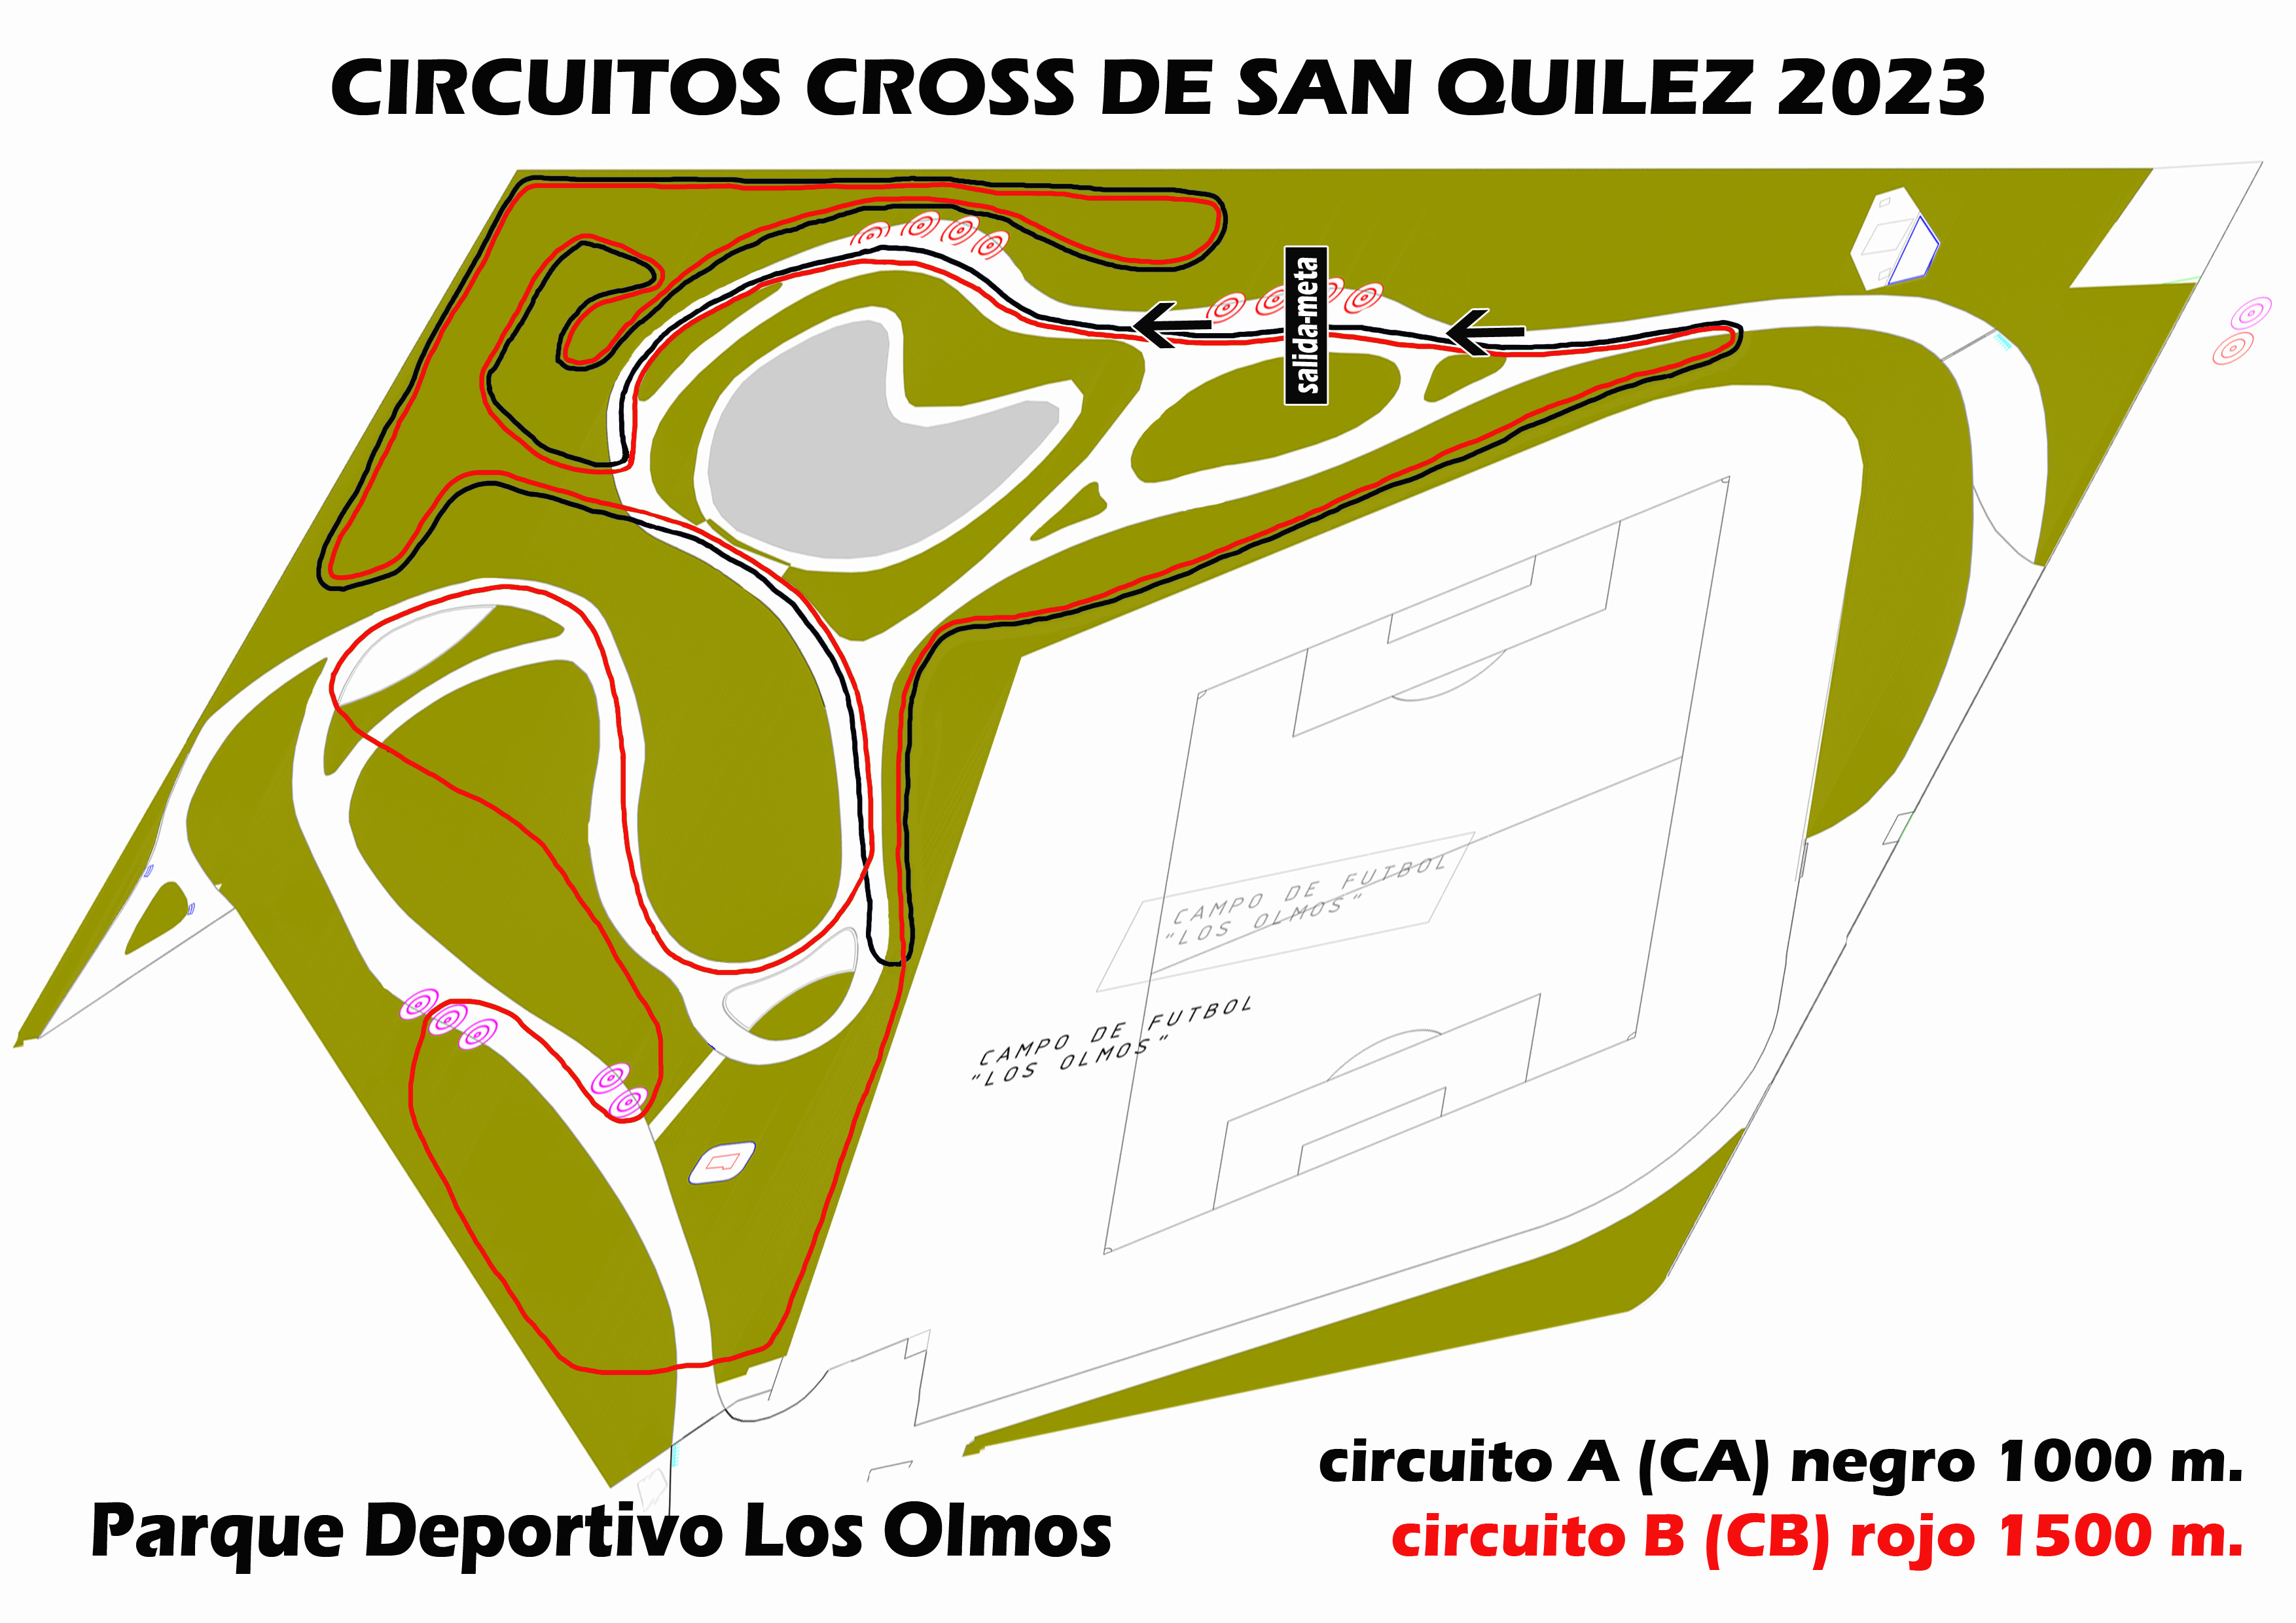 CIRCUITOS CROSS DE SAN QUILEZ 2023
salida-meta
CAMPO DE FUTBOL
"LOS OLMOS"
CAMPO DE FUTBOL
"LOS OLMOS"
circuito A (CA) negro 1000 m.
circuito B (CB) rojo 1500 m.
Parque Deportivo Los Olmos